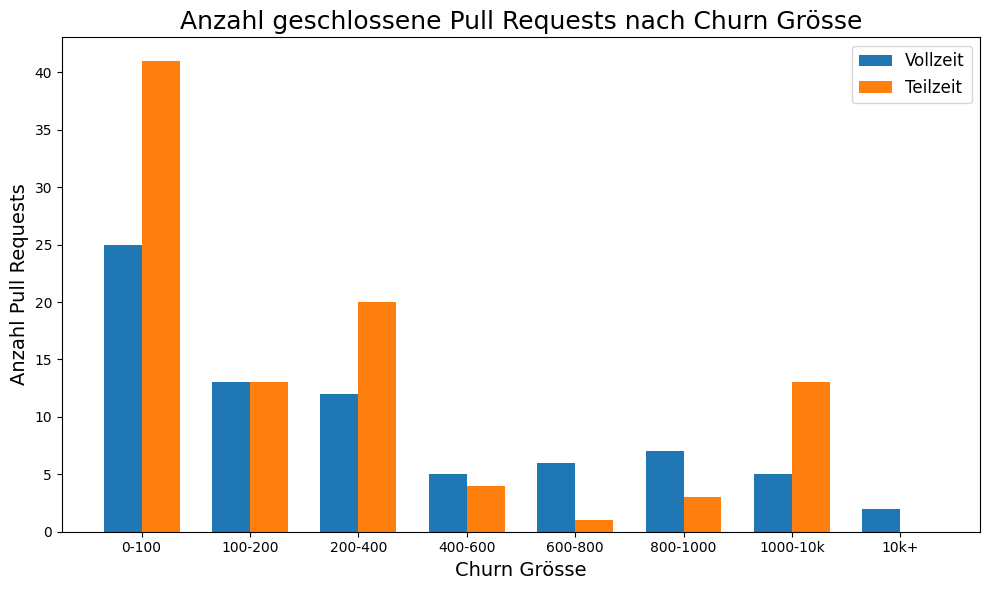 Anzahl geschlossene Pull Requests nach Churn Grösse
Vollzeit
Teilzeit
Anzahl Pull Requests
40
35
30
25
20
15
10
5
0
0-100 100-200 200-400 400-600 600-800 800-1000 1000-10k 10k+
Churn Grösse